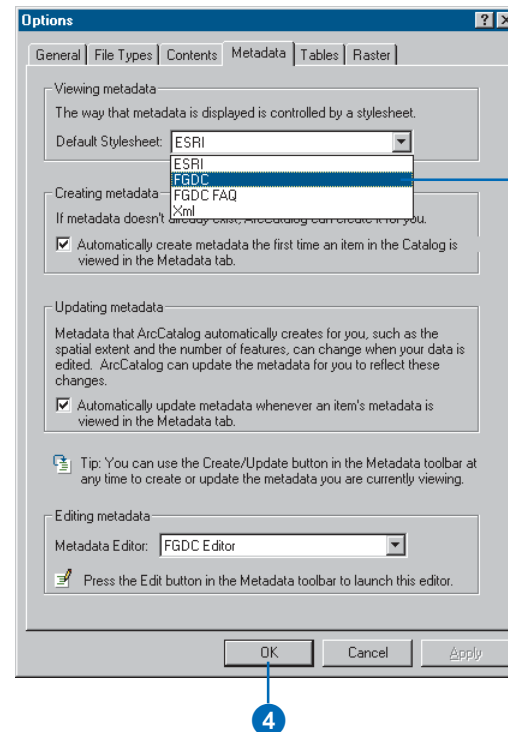 Options
General File Types Contents Metadata Tables Raster
Viewing metadata
The way that metadata is displayed is controlled by a stylesheet.
Default Stylesheet: ESRI
ESRI
FGDC
FGDC FAQ
Xml
Creating metadata
If metadata doesn't already exist, ArcCatalog can create it for you.
Automatically create metadata the first time an item in the Catalog is
viewed in the Metadata tab.
Updating metadata
Metadata that ArcCatalog automatically creates for you, such as the
spatial extent and the number of features, can change when your data is
edited. ArcCatalog can update the metadata for you to reflect these
changes.
Automatically update metadata whenever an item's metadata is
viewed in the Metadata tab.
Tip: You can use the Create/Update button in the Metadata toolbar at
any time to create or update the metadata you are currently viewing.
Editing metadata
Metadata Editor: FGDC Editor
Press the Edit button in the Metadata toolbar to launch this editor.
OK Cancel Apply
4